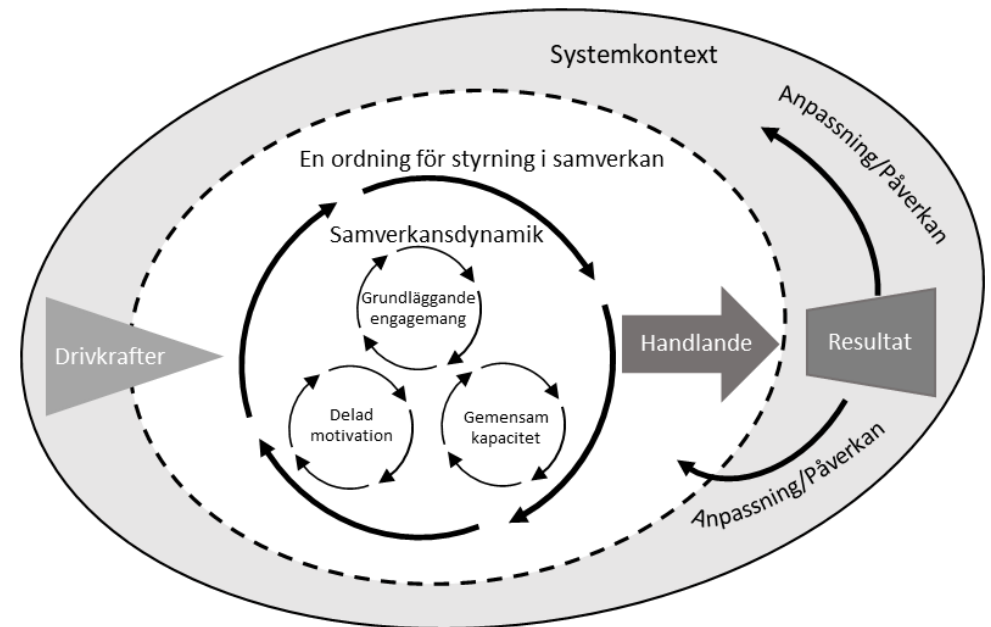 Systemkontext
Anpassning/Påverkan
En ordning för styrning i samverkan
Samverkansdynamik
Grundläggande
engagemang
Drivkrafter
Handlande
Resultat
Delad
motivation
Gemensam
kapacitet
Anpassning/Påverkan